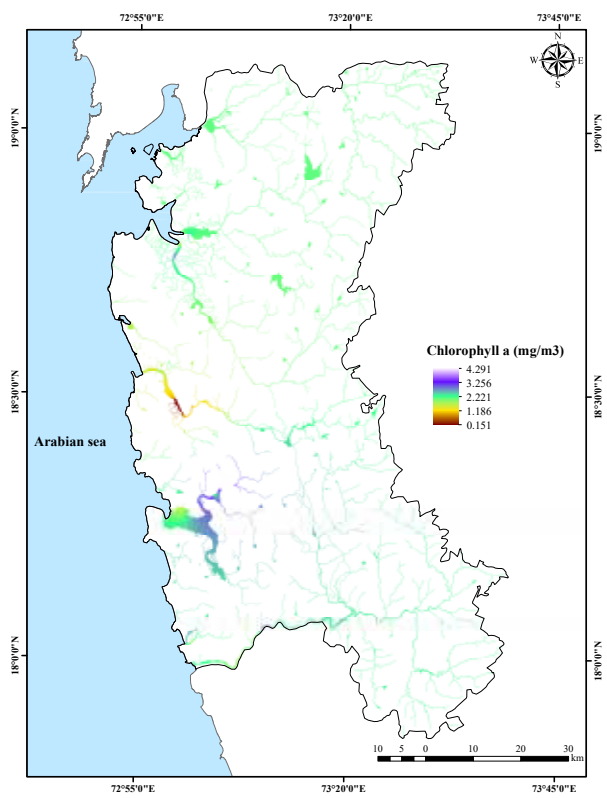 72°55'0"E 73°20'0"E 73°45'0"E
N
W E
S
19°0'0"N 19°0'0"N
Chlorophyll a (mg/m3)
4.291
3.256
2.221
1.186
0.151
18°30'0"N 18°30'0"N
Arabian sea
18°0'0"N 18°0'0"N
10 5 0 10 20 30
km
72°55'0"E 73°20'0"E 73°45'0"E